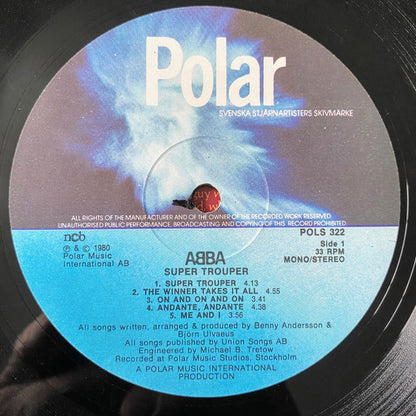 Polar
SVENSKA STJÄRNARTISTERS SKIVMÄRKE
ALL RIGHTS OF THE MANUFACTURER AND OF THE OWNER OF THE RECORDED WORK RESERVED.
UNAUTHORISED PUBLIC PERFORMANCE, BROADCASTING AND COPYING OF THIS RECORD PROHIBITED.
ncb
POLS 322
℗ & © 1980
Polar Music
International AB
Side 1
33 RPM
MONO/STEREO
ABBA
SUPER TROUPER
1. SUPER TROUPER 4.13
2. THE WINNER TAKES IT ALL 4.55
3. ON AND ON AND ON 3.41
4. ANDANTE, ANDANTE 4.38
5. ME AND I 3.56
All songs written, arranged & produced by Benny Andersson &
Björn Ulvaeus
All songs published by Union Songs AB
Engineered by Michael B. Tretow
Recorded at Polar Music Studios, Stockholm
A POLAR MUSIC INTERNATIONAL
PRODUCTION